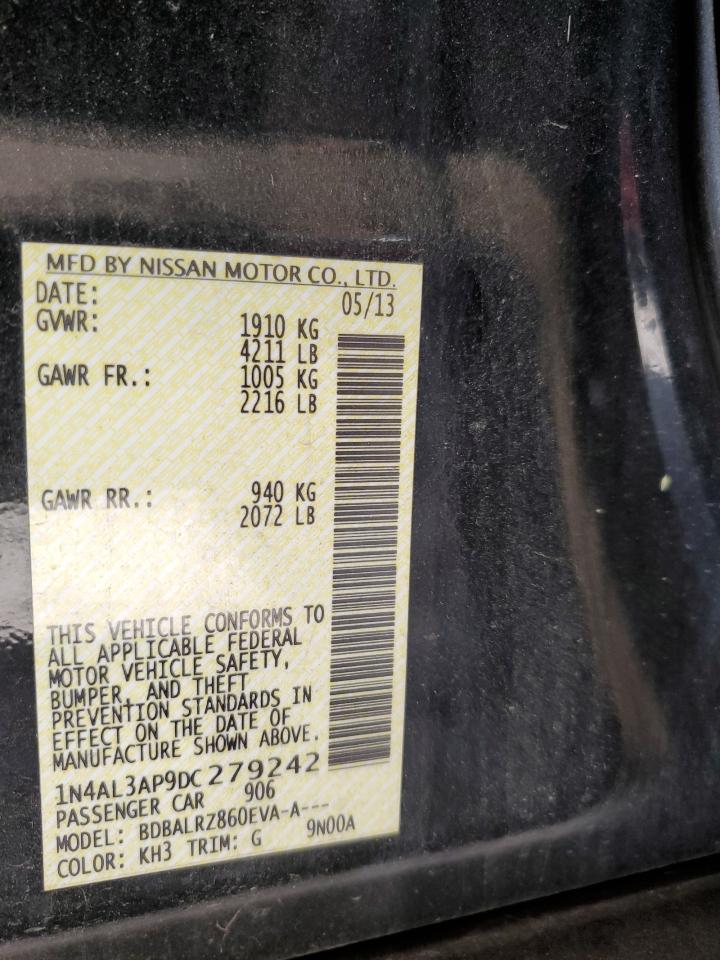 MFD BY NISSAN MOTOR CO., LTD.
DATE: 05/13
GVWR: 1910 KG
4211 LB
GAWR FR.: 1005 KG
2216 LB
GAWR RR.: 940 KG
2072 LB
THIS VEHICLE CONFORMS TO
ALL APPLICABLE FEDERAL
MOTOR VEHICLE SAFETY,
BUMPER, AND THEFT
PREVENTION STANDARDS IN
EFFECT ON THE DATE OF
MANUFACTURE SHOWN ABOVE.
1N4AL3AP9DC279242
PASSENGER CAR 906
MODEL: BDBALRZ860EVA-A---
COLOR: KH3 TRIM: G 9N00A